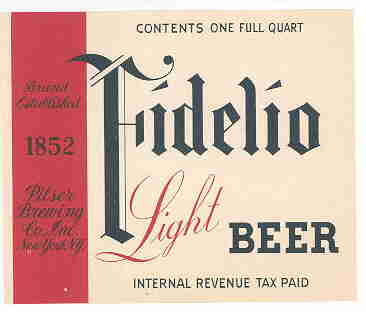 CONTENTS ONE FULL QUART
Brand
Established
1852
Pilser
Brewing
Co., Inc.
New York, N.Y.
Fidelio
Light
BEER
INTERNAL REVENUE TAX PAID